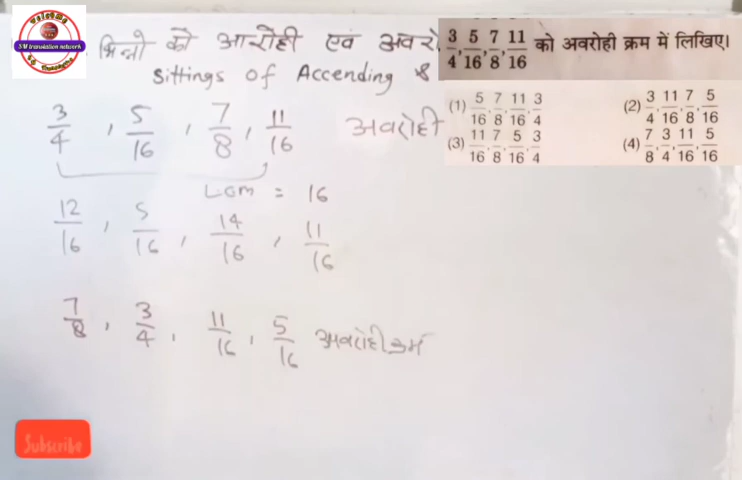 Welcome
SM translation network
भिन्नो को आरोही एवं अवरो
Sittings of Accending &
3/4, 5/16, 7/8, 11/16 को अवरोही क्रम में लिखिए।
(1) 5/16, 7/8, 11/16, 3/4 (2) 3/4, 11/16, 7/8, 5/16
(3) 11/16, 7/8, 5/16, 3/4 (4) 7/8, 3/4, 11/16, 5/16
3/4, 5/16, 7/8, 11/16 अवरोही
Lcm = 16
12/16, 5/16, 14/16, 11/16
7/8, 3/4, 11/16, 5/16 अवरोही क्रम
Subscribe